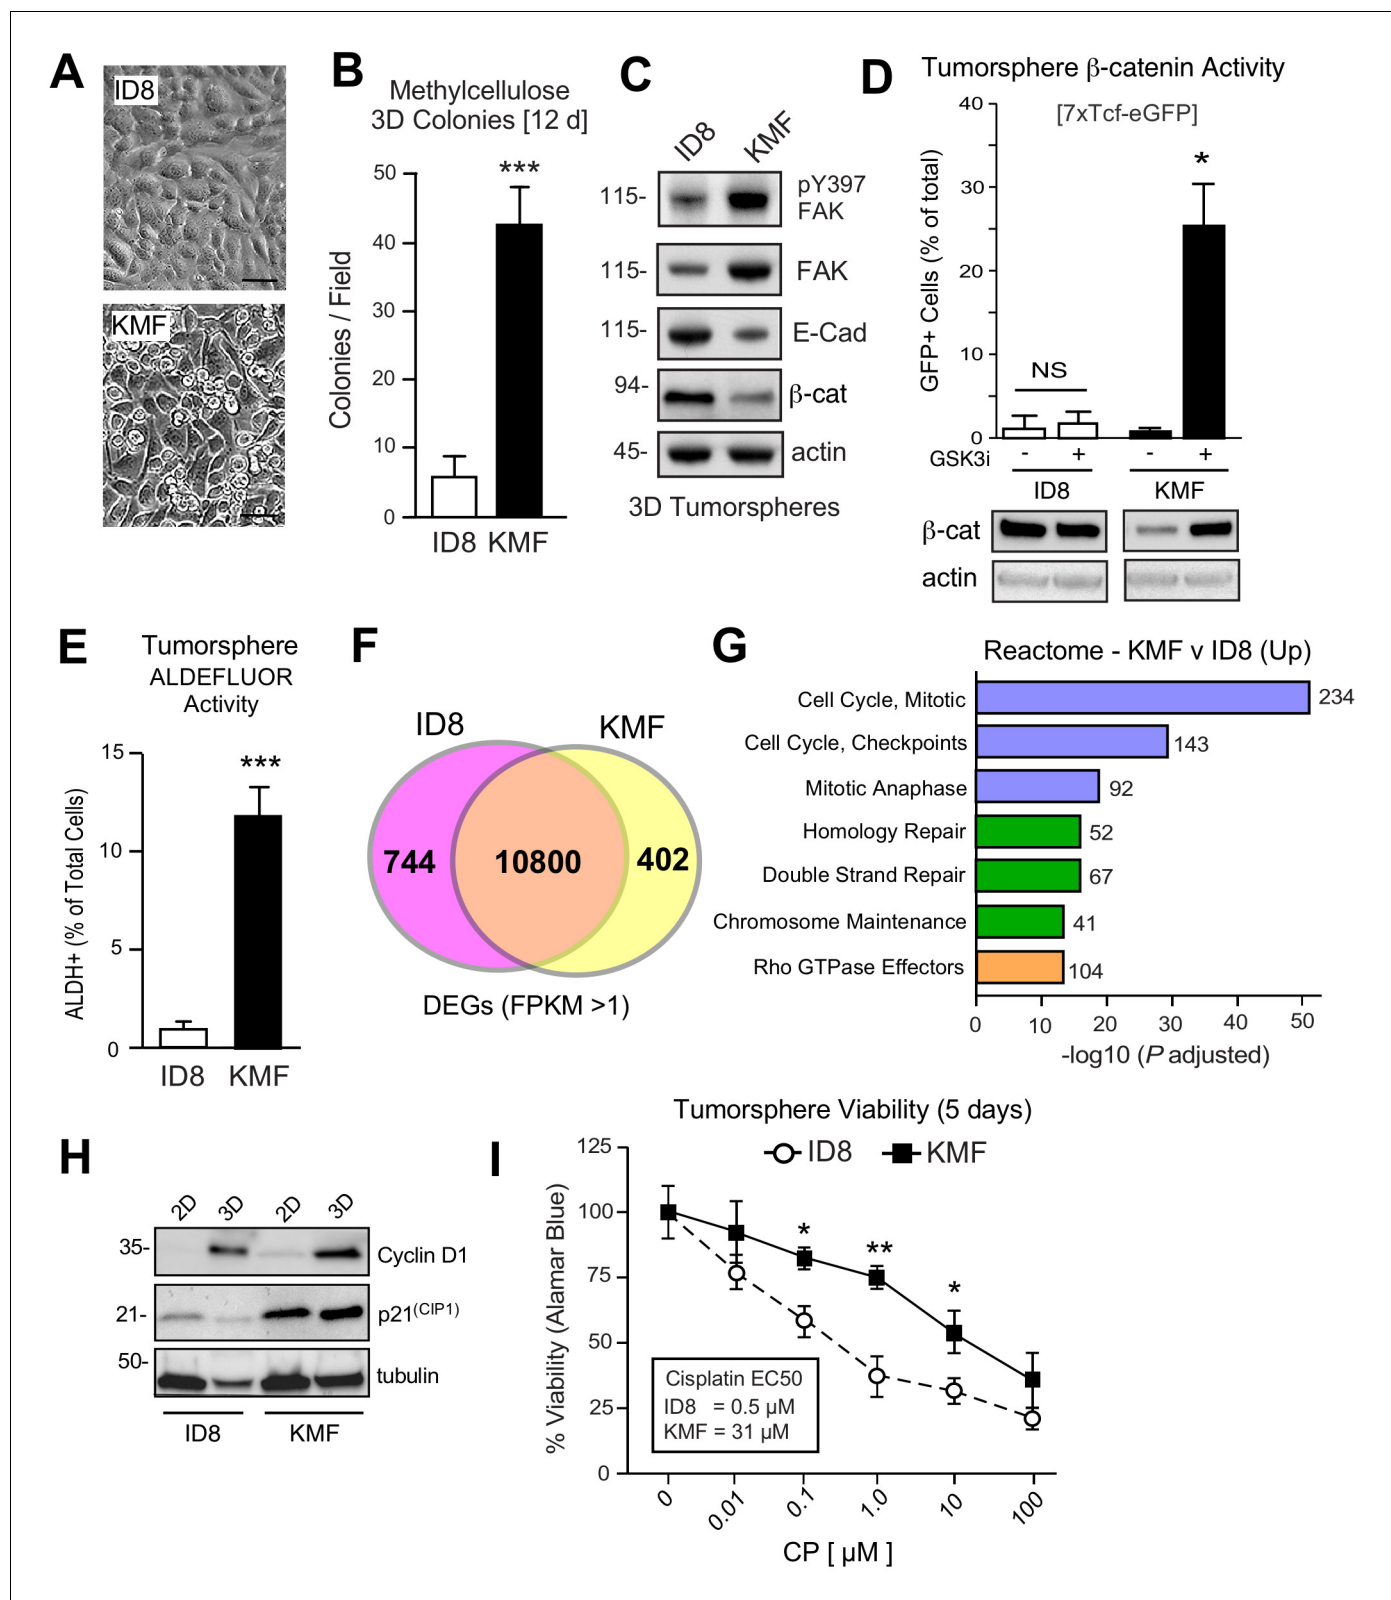 A
ID8
KMF
B
Methylcellulose
3D Colonies [12 d]
***
50
40
30
20
10
0
Colonies / Field
ID8 KMF
C
ID8 KMF
115- pY397
FAK
115- FAK
115- E-Cad
94- β-cat
45- actin
3D Tumorspheres
D
Tumorsphere β-catenin Activity
[7xTcf-eGFP]
40
30
20
10
0
GFP+ Cells (% of total)
*
NS
GSK3i - + - +
ID8 KMF
β-cat
actin
E
Tumorsphere
ALDEFLUOR
Activity
***
15
10
5
0
ALDH+ (% of Total Cells)
ID8 KMF
F
ID8 KMF
744 10800 402
DEGs (FPKM >1)
G
Reactome - KMF v ID8 (Up)
Cell Cycle, Mitotic 234
Cell Cycle, Checkpoints 143
Mitotic Anaphase 92
Homology Repair 52
Double Strand Repair 67
Chromosome Maintenance 41
Rho GTPase Effectors 104
0 10 20 30 40 50
-log10 (P adjusted)
H
2D 3D 2D 3D
35- Cyclin D1
21- p21(CIP1)
50- tubulin
ID8 KMF
I
Tumorsphere Viability (5 days)
ID8 KMF
125
100
75
50
25
0
% Viability (Alamar Blue)
* ** *
Cisplatin EC50
ID8 = 0.5 µM
KMF = 31 µM
0 0.01 0.1 1.0 10 100
CP [ µM ]